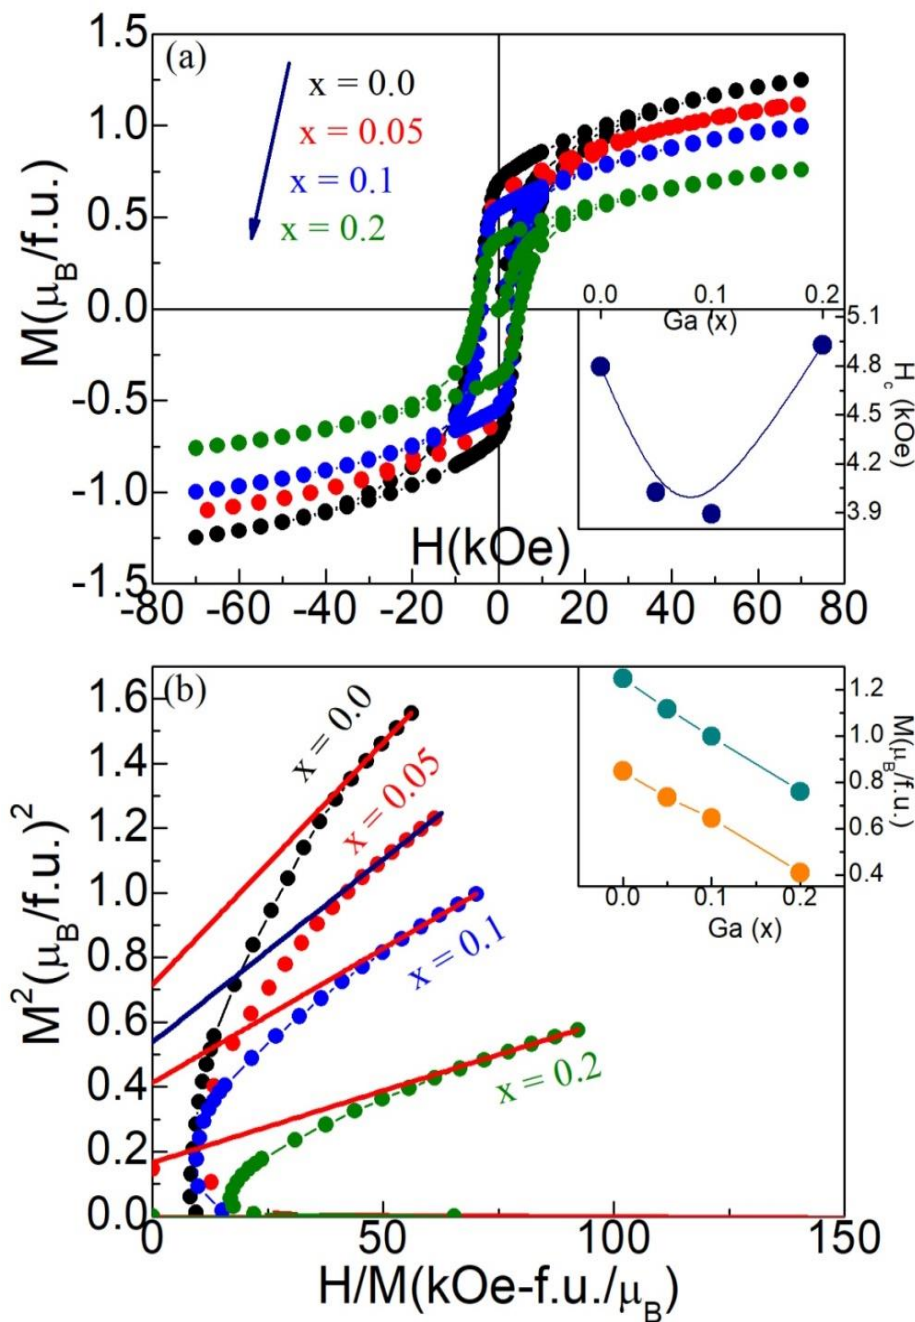 (a)
x = 0.0
x = 0.05
x = 0.1
x = 0.2
M(μB/f.u.)
1.5
1.0
0.5
0.0
-0.5
-1.0
-1.5
-80 -60 -40 -20 0 20 40 60 80
H(kOe)
0.0 0.1 0.2
Ga (x)
5.1
4.8
4.5
4.2
3.9
Hc (kOe)
(b)
x = 0.0
x = 0.05
x = 0.1
x = 0.2
M²(μB/f.u.)²
1.6
1.4
1.2
1.0
0.8
0.6
0.4
0.2
0.0
0 50 100 150
H/M(kOe-f.u./μB)
1.2
1.0
0.8
0.6
0.4
M(μB/f.u.)
0.0 0.1 0.2
Ga (x)